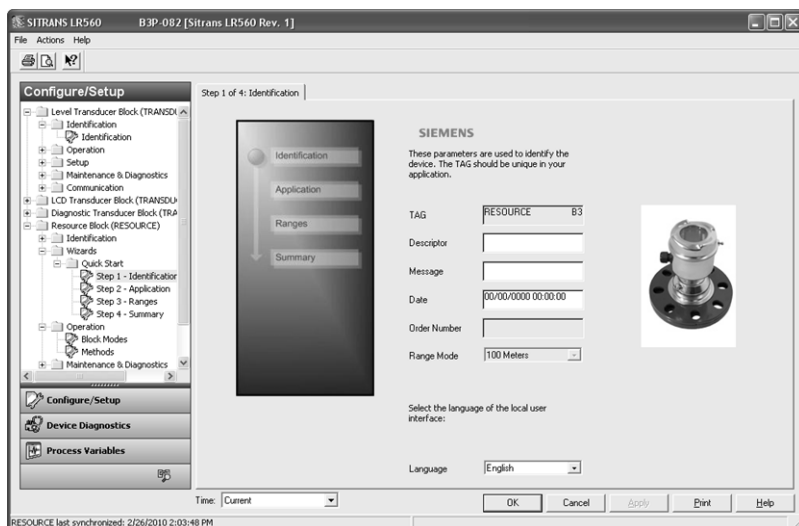 SITRANS LR560 B3P-082 [Sitrans LR560 Rev. 1]
File Actions Help
Configure/Setup
Level Transducer Block (TRANSDU
Identification
Identification
Operation
Setup
Maintenance & Diagnostics
Communication
LCD Transducer Block (TRANSDU
Diagnostic Transducer Block (TRA
Resource Block (RESOURCE)
Identification
Wizards
Quick Start
Step 1 - Identification
Step 2 - Application
Step 3 - Ranges
Step 4 - Summary
Operation
Block Modes
Methods
Maintenance & Diagnostics
Configure/Setup
Device Diagnostics
Process Variables
Step 1 of 4: Identification
Identification
Application
Ranges
Summary
SIEMENS
These parameters are used to identify the
device. The TAG should be unique in your
application.
TAG RESOURCE B3
Descriptor
Message
Date 00/00/0000 00:00:00
Order Number
Range Mode 100 Meters
Select the language of the local user
interface:
Language English
Time: Current
OK Cancel Apply Print Help
RESOURCE last synchronized: 2/26/2010 2:03:48 PM